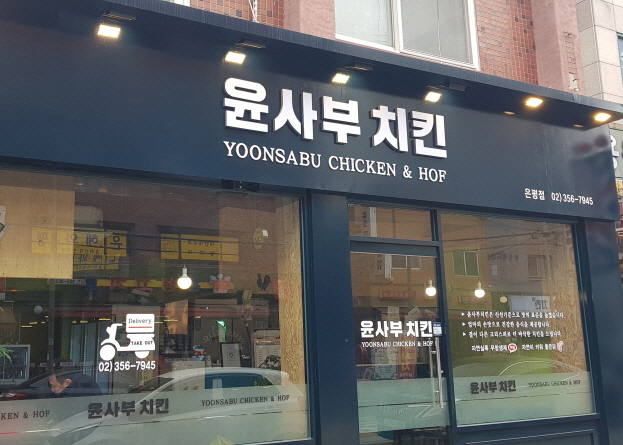 윤사부 치킨
YOONSABU CHICKEN & HOF
은평점 02)356-7945
Delivery
TAKE OUT
02)356-7945
윤사부 치킨
YOONSABU CHICKEN & HOF
CKEN & HOF
윤사부 치킨
YOONSABU CHICKEN & HOF
윤사부 치킨
YOONSABU CHICKEN & HOF